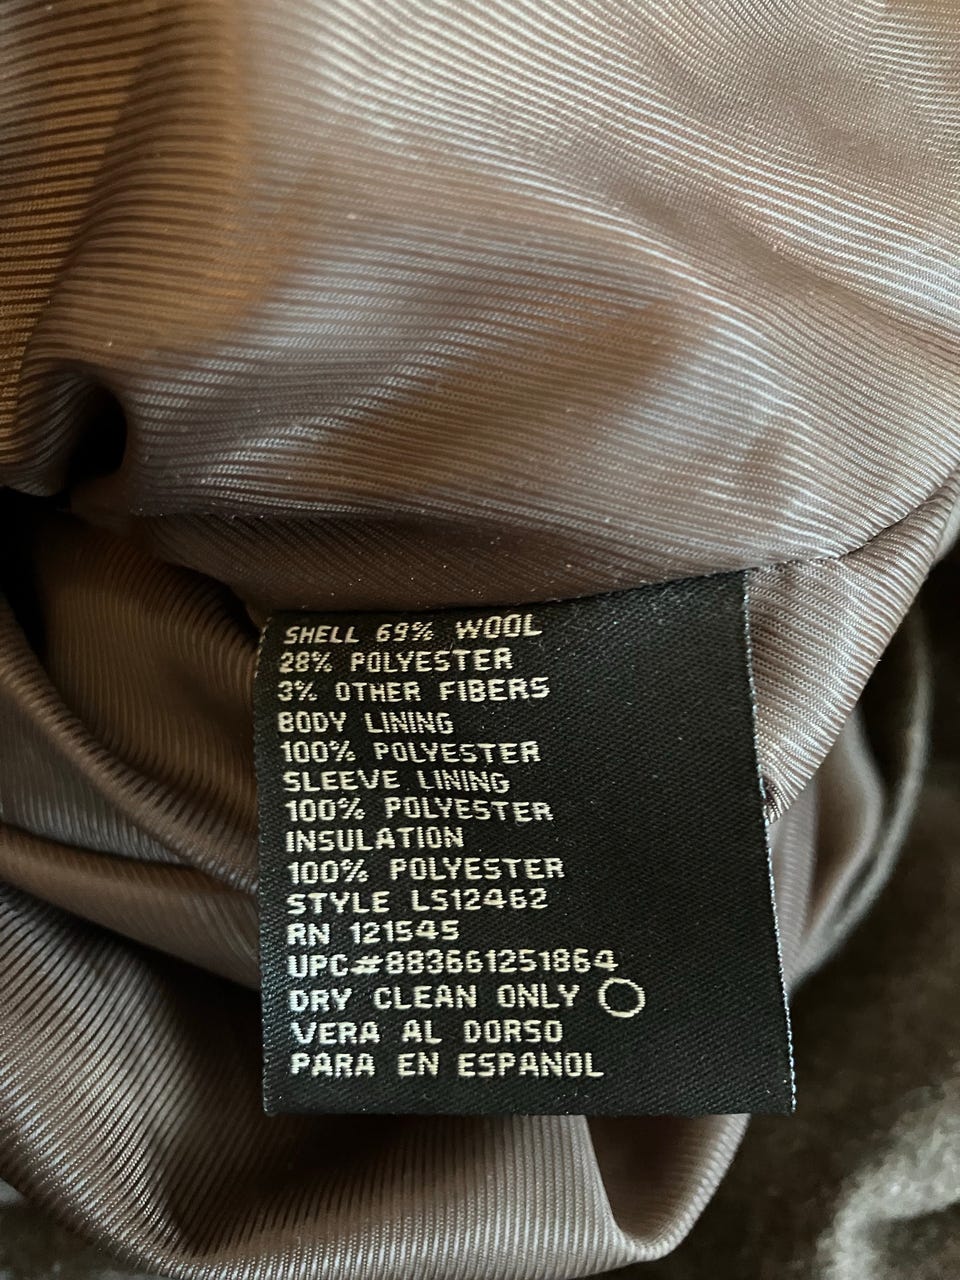 SHELL 69% WOOL
28% POLYESTER
3% OTHER FIBERS
BODY LINING
100% POLYESTER
SLEEVE LINING
100% POLYESTER
INSULATION
100% POLYESTER
STYLE LS12462
RN 121545
UPC#883661251864
DRY CLEAN ONLY
VERA AL DORSO
PARA EN ESPANOL